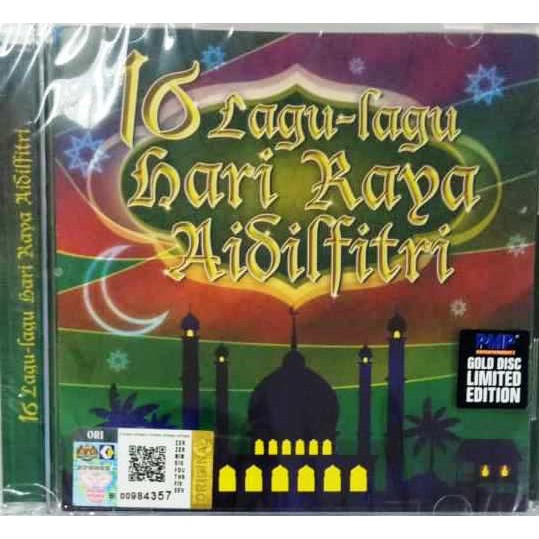 16 Lagu-lagu
Hari Raya
Aidilfitri
16 Lagu-lagu Hari Raya Aidilfitri
PMP
ENTERTAINMENT
GOLD DISC
LIMITED
EDITION
ORI
00984357
ORIGINAL